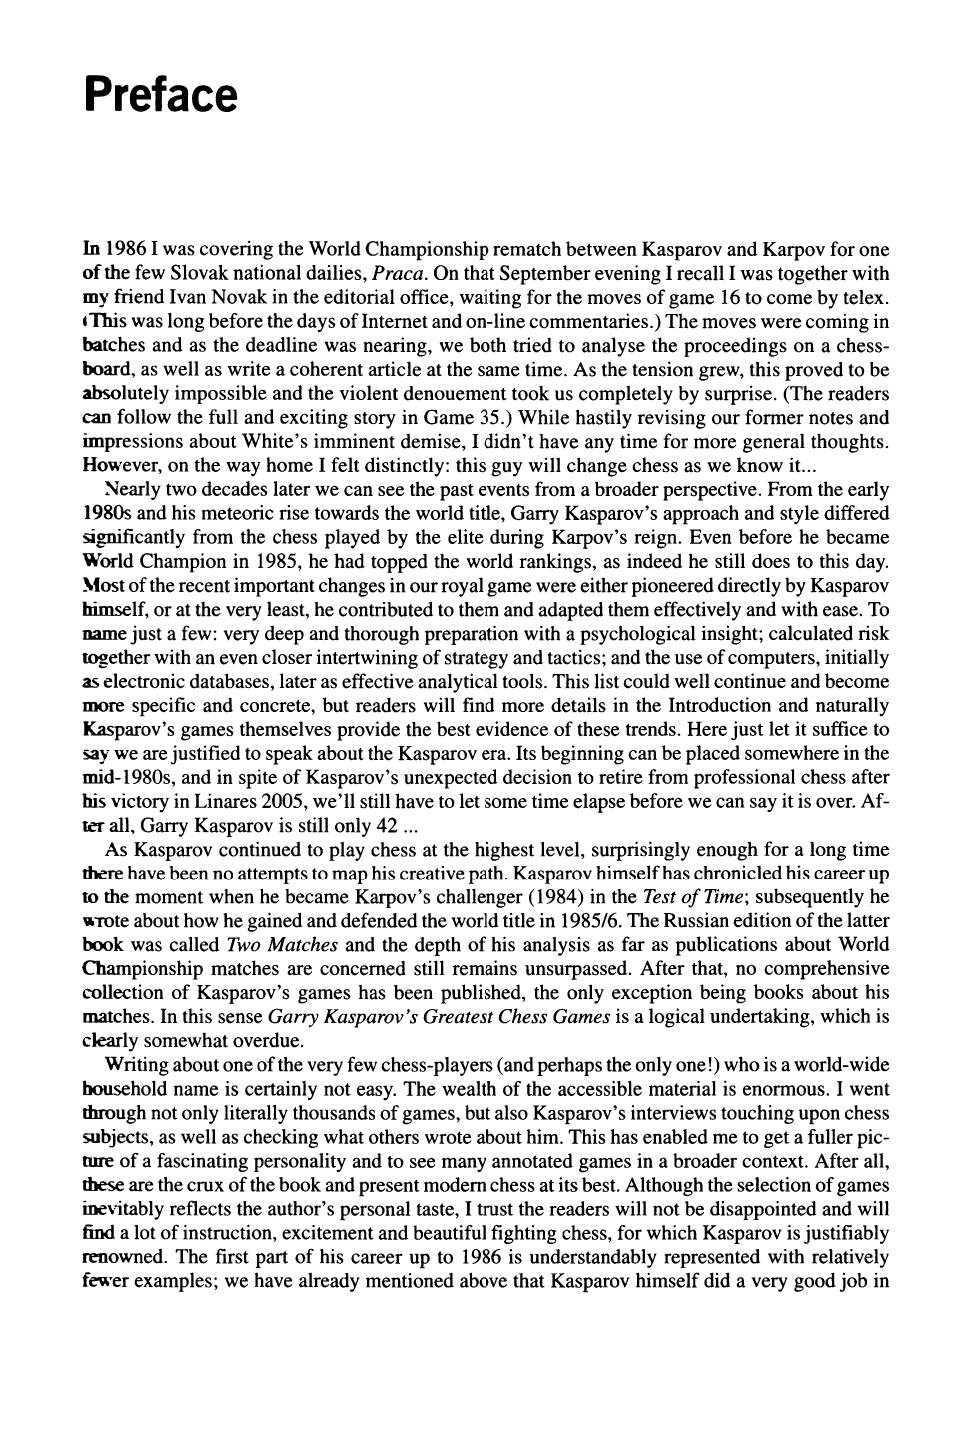 Preface
In 1986 I was covering the World Championship rematch between Kasparov and Karpov for one
of the few Slovak national dailies, Praca. On that September evening I recall I was together with
my friend Ivan Novak in the editorial office, waiting for the moves of game 16 to come by telex.
(This was long before the days of Internet and on-line commentaries.) The moves were coming in
batches and as the deadline was nearing, we both tried to analyse the proceedings on a chess-
board, as well as write a coherent article at the same time. As the tension grew, this proved to be
absolutely impossible and the violent denouement took us completely by surprise. (The readers
can follow the full and exciting story in Game 35.) While hastily revising our former notes and
impressions about White's imminent demise, I didn't have any time for more general thoughts.
However, on the way home I felt distinctly: this guy will change chess as we know it...
Nearly two decades later we can see the past events from a broader perspective. From the early
1980s and his meteoric rise towards the world title, Garry Kasparov's approach and style differed
significantly from the chess played by the elite during Karpov's reign. Even before he became
World Champion in 1985, he had topped the world rankings, as indeed he still does to this day.
Most of the recent important changes in our royal game were either pioneered directly by Kasparov
himself, or at the very least, he contributed to them and adapted them effectively and with ease. To
name just a few: very deep and thorough preparation with a psychological insight; calculated risk
together with an even closer intertwining of strategy and tactics; and the use of computers, initially
as electronic databases, later as effective analytical tools. This list could well continue and become
more specific and concrete, but readers will find more details in the Introduction and naturally
Kasparov's games themselves provide the best evidence of these trends. Here just let it suffice to
say we are justified to speak about the Kasparov era. Its beginning can be placed somewhere in the
mid-1980s, and in spite of Kasparov's unexpected decision to retire from professional chess after
his victory in Linares 2005, we'll still have to let some time elapse before we can say it is over. Af-
ter all, Garry Kasparov is still only 42 ...
As Kasparov continued to play chess at the highest level, surprisingly enough for a long time
there have been no attempts to map his creative path. Kasparov himself has chronicled his career up
to the moment when he became Karpov's challenger (1984) in the Test of Time; subsequently he
wrote about how he gained and defended the world title in 1985/6. The Russian edition of the latter
book was called Two Matches and the depth of his analysis as far as publications about World
Championship matches are concerned still remains unsurpassed. After that, no comprehensive
collection of Kasparov's games has been published, the only exception being books about his
matches. In this sense Garry Kasparov's Greatest Chess Games is a logical undertaking, which is
clearly somewhat overdue.
Writing about one of the very few chess-players (and perhaps the only one!) who is a world-wide
household name is certainly not easy. The wealth of the accessible material is enormous. I went
through not only literally thousands of games, but also Kasparov's interviews touching upon chess
subjects, as well as checking what others wrote about him. This has enabled me to get a fuller pic-
ture of a fascinating personality and to see many annotated games in a broader context. After all,
these are the crux of the book and present modern chess at its best. Although the selection of games
inevitably reflects the author's personal taste, I trust the readers will not be disappointed and will
find a lot of instruction, excitement and beautiful fighting chess, for which Kasparov is justifiably
renowned. The first part of his career up to 1986 is understandably represented with relatively
fewer examples; we have already mentioned above that Kasparov himself did a very good job in